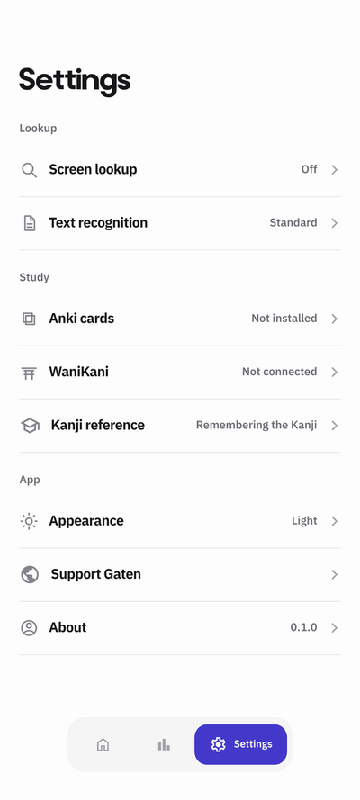 Settings
Lookup
Screen lookup Off
Text recognition Standard
Study
Anki cards Not installed
WaniKani Not connected
Kanji reference Remembering the Kanji
App
Appearance Light
Support Gaten
About 0.1.0
Settings